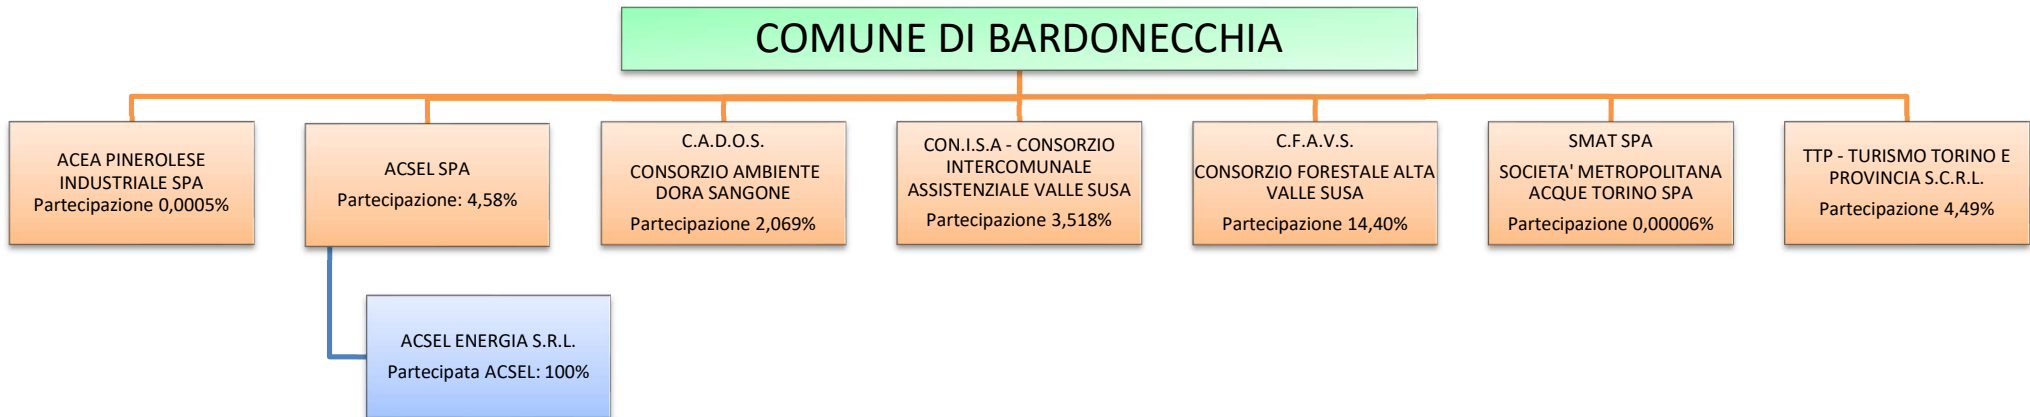 COMUNE DI BARDONECCHIA
ACEA PINEROLESE
INDUSTRIALE SPA
Partecipazione 0,0005%
ACSEL SPA
Partecipazione: 4,58%
C.A.D.O.S.
CONSORZIO AMBIENTE
DORA SANGONE
Partecipazione 2,069%
CON.I.S.A - CONSORZIO
INTERCOMUNALE
ASSISTENZIALE VALLE SUSA
Partecipazione 3,518%
C.F.A.V.S.
CONSORZIO FORESTALE ALTA
VALLE SUSA
Partecipazione 14,40%
SMAT SPA
SOCIETA' METROPOLITANA
ACQUE TORINO SPA
Partecipazione 0,00006%
TTP - TURISMO TORINO E
PROVINCIA S.C.R.L.
Partecipazione 4,49%
ACSEL ENERGIA S.R.L.
Partecipata ACSEL: 100%